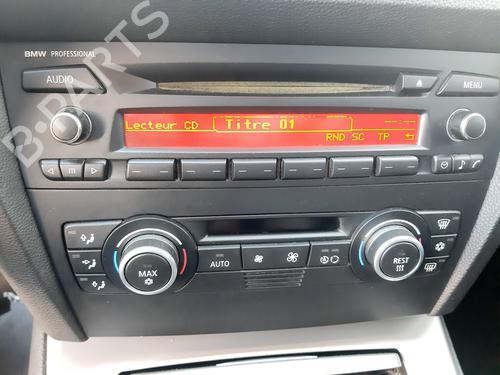 BMW PROFESSIONAL
AUDIO
MENU
Lecteur CD Titre 01 --:--
RND SC TP
MAX
AUTO
REST
B-PARTS